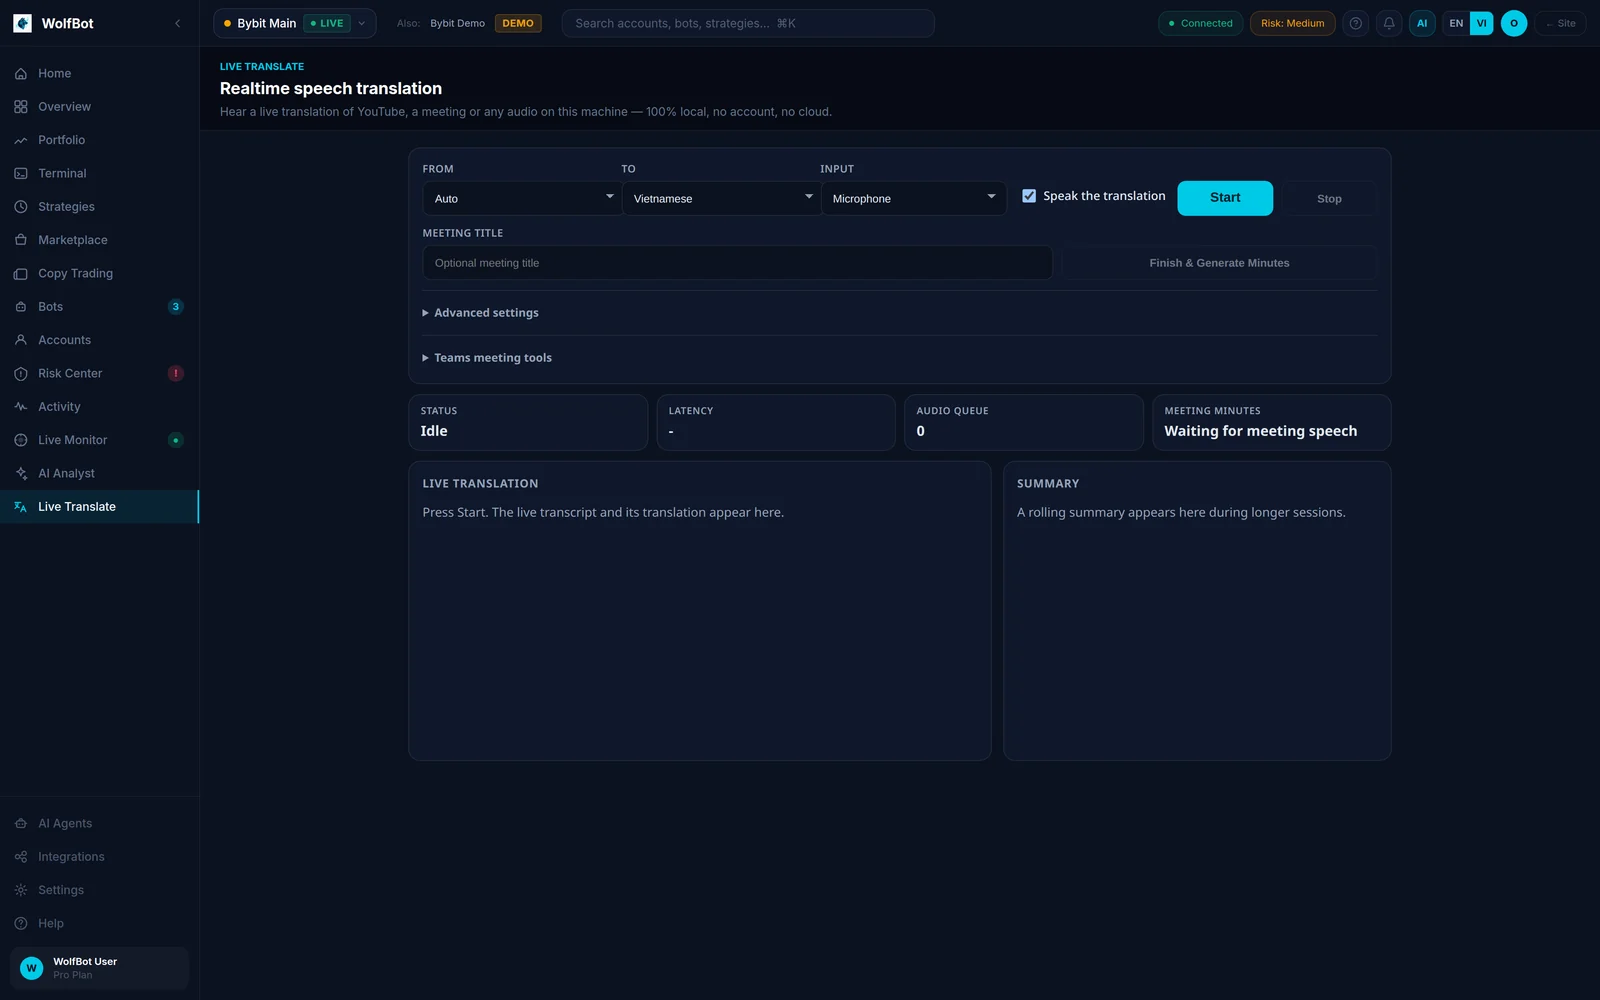 WolfBot
Bybit Main
LIVE
Also: Bybit Demo DEMO
Search accounts, bots, strategies... ⌘K
Connected
Risk: Medium
AI
EN VI
O
← Site
Home
Overview
Portfolio
Terminal
Strategies
Marketplace
Copy Trading
Bots 3
Accounts
Risk Center !
Activity
Live Monitor
AI Analyst
Live Translate
AI Agents
Integrations
Settings
Help
W
WolfBot User
Pro Plan
LIVE TRANSLATE
Realtime speech translation
Hear a live translation of YouTube, a meeting or any audio on this machine — 100% local, no account, no cloud.
FROM TO INPUT
Auto Vietnamese Microphone Speak the translation Start Stop
MEETING TITLE
Optional meeting title Finish & Generate Minutes
Advanced settings
Teams meeting tools
STATUS
Idle
LATENCY
-
AUDIO QUEUE
0
MEETING MINUTES
Waiting for meeting speech
LIVE TRANSLATION
Press Start. The live transcript and its translation appear here.
SUMMARY
A rolling summary appears here during longer sessions.